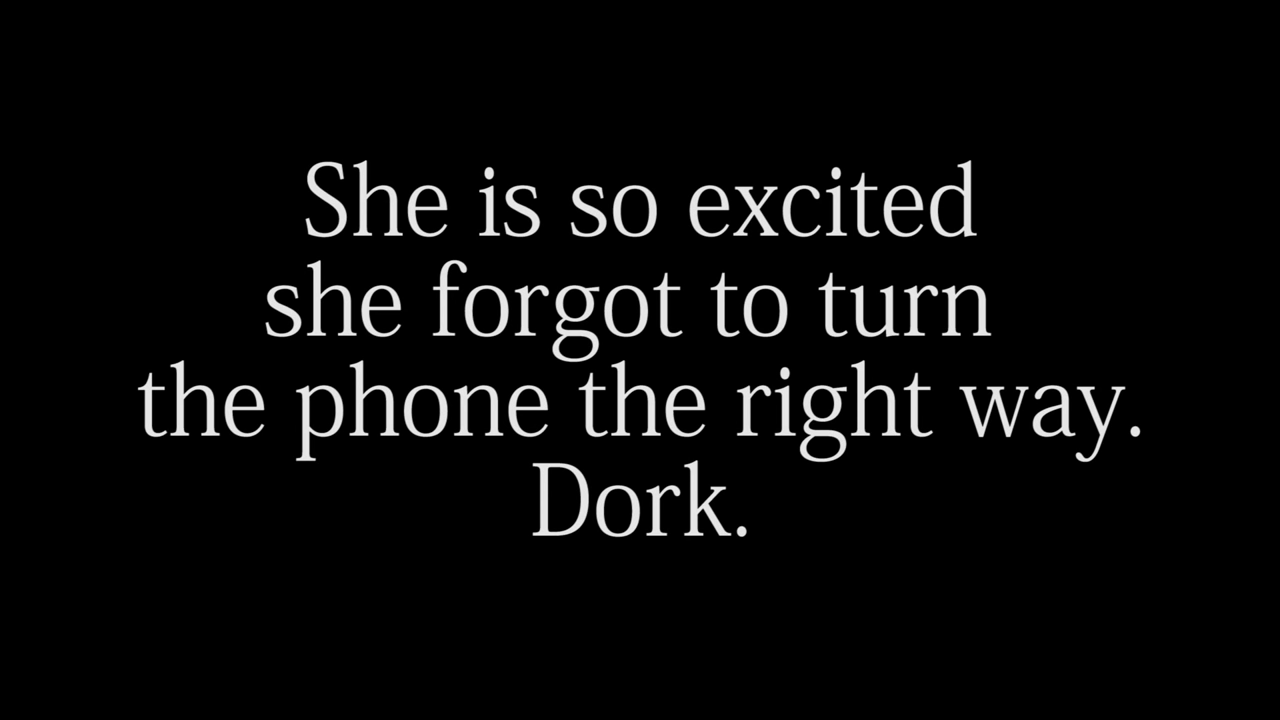 She is so excited
she forgot to turn
the phone the right way.
Dork.